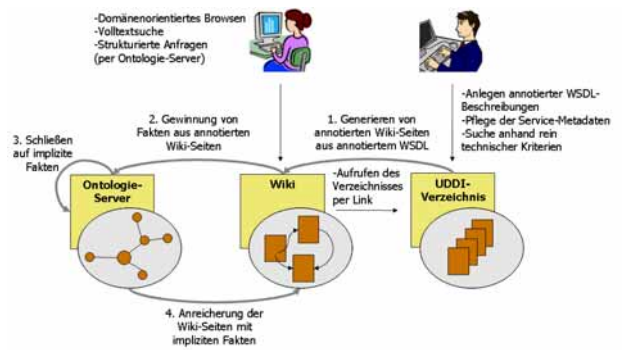 -Domänenorientiertes Browsen
-Volltextsuche
-Strukturierte Anfragen
(per Ontologie-Server)
-Anlegen annotierter WSDL-
Beschreibungen
-Pflege der Service-Metadaten
-Suche anhand rein
technischer Kriterien
3. Schließen
auf implizite
Fakten
2. Gewinnung von
Fakten aus annotierten
Wiki-Seiten
1. Generieren von
annotierten Wiki-Seiten
aus annotiertem WSDL
Ontologie-
Server
Wiki
-Aufrufen des
Verzeichnisses
per Link
UDDI-
Verzeichnis
4. Anreicherung der
Wiki-Seiten mit
impliziten Fakten